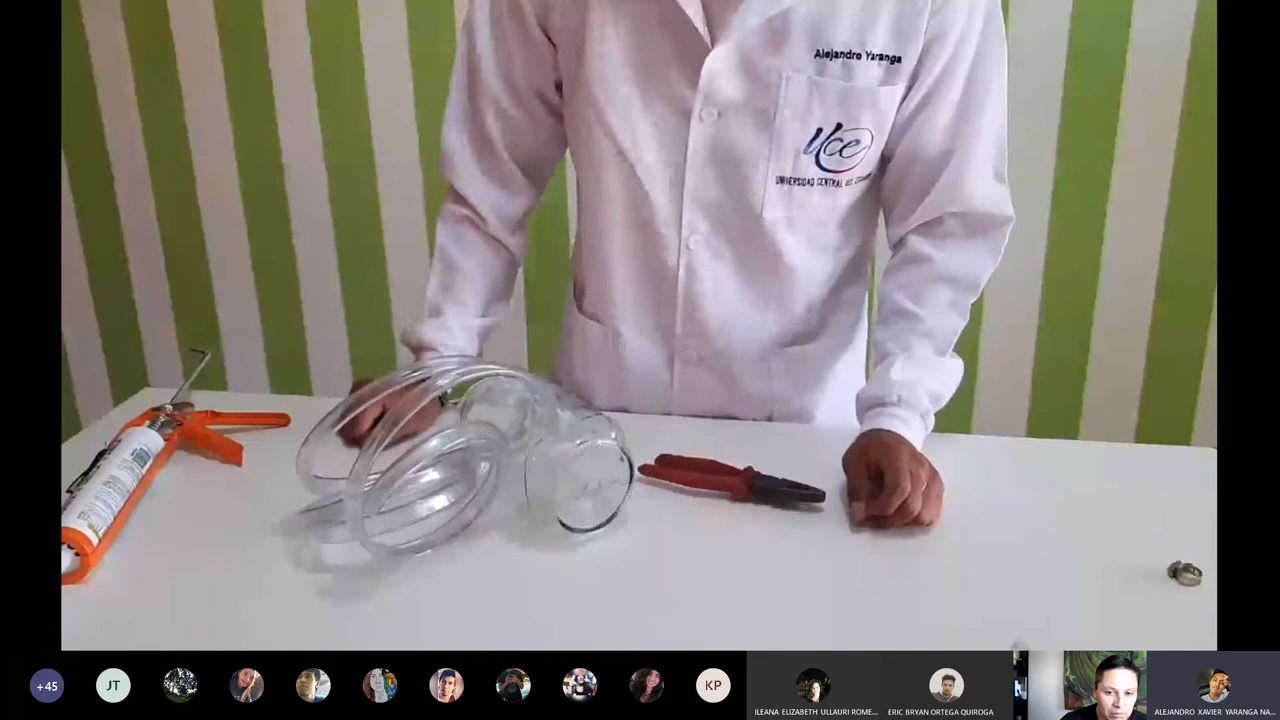 Alejandro Yaranga
Uce
UNIVERSIDAD CENTRAL DEL
+45
JT
KP
ILEANA ELIZABETH ULLAURI ROME...
ERIC BRYAN ORTEGA QUIROGA
ALEJANDRO XAVIER YARANGA NA...